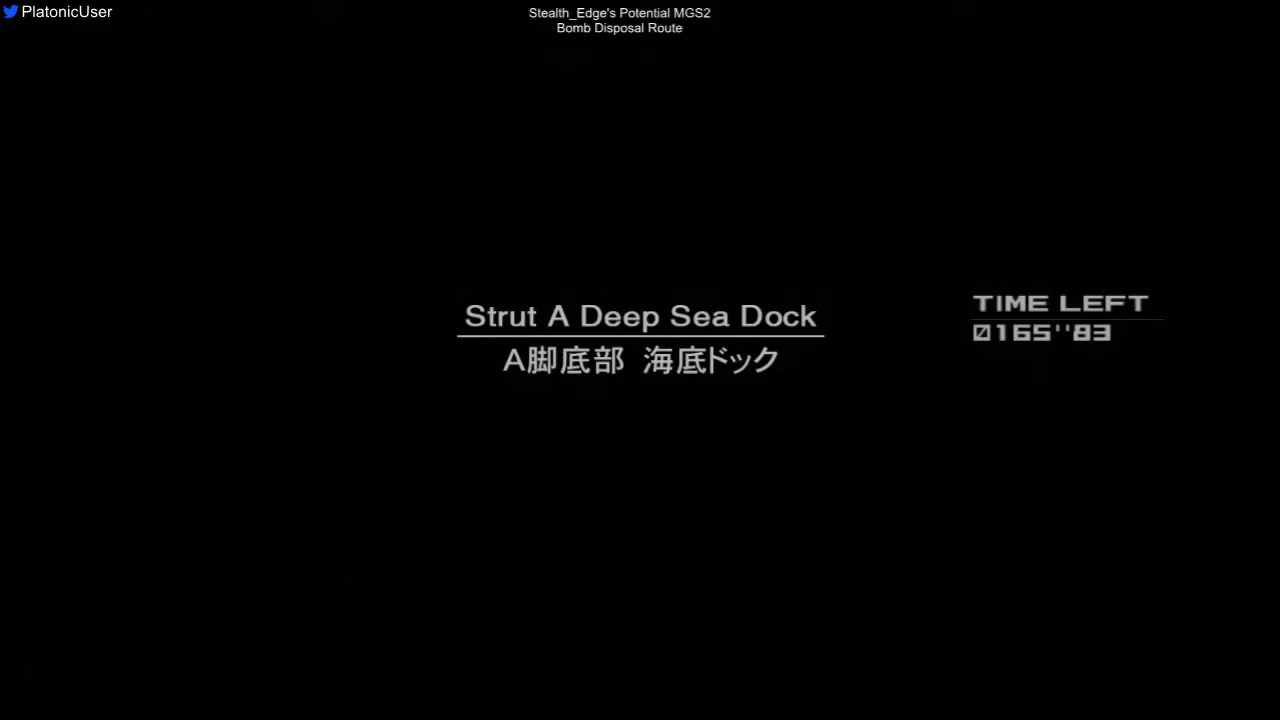 PlatonicUser
Stealth_Edge's Potential MGS2
Bomb Disposal Route
Strut A Deep Sea Dock
A脚底部 海底ドック
TIME LEFT
0165''83